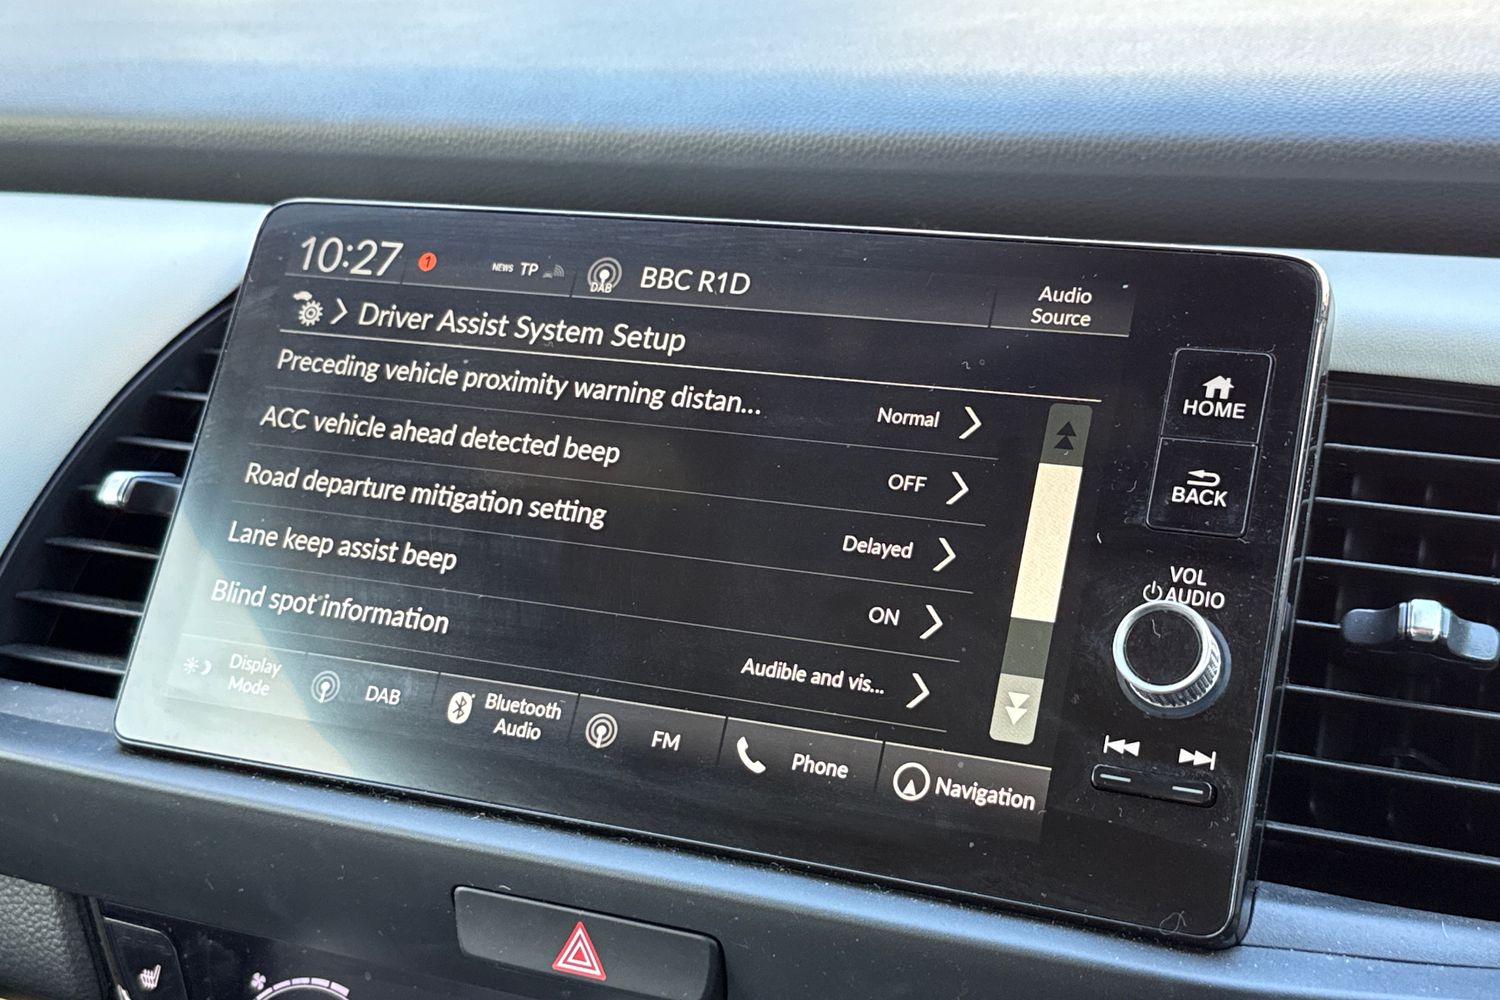 10:27 1 NEWS TP DAB BBC R1D
Audio
Source
Driver Assist System Setup
Preceding vehicle proximity warning distan... Normal
ACC vehicle ahead detected beep OFF
Road departure mitigation setting Delayed
Lane keep assist beep ON
Blind spot information Audible and vis...
Display
Mode
DAB
Bluetooth
Audio
FM
Phone
Navigation
HOME
BACK
VOL
AUDIO